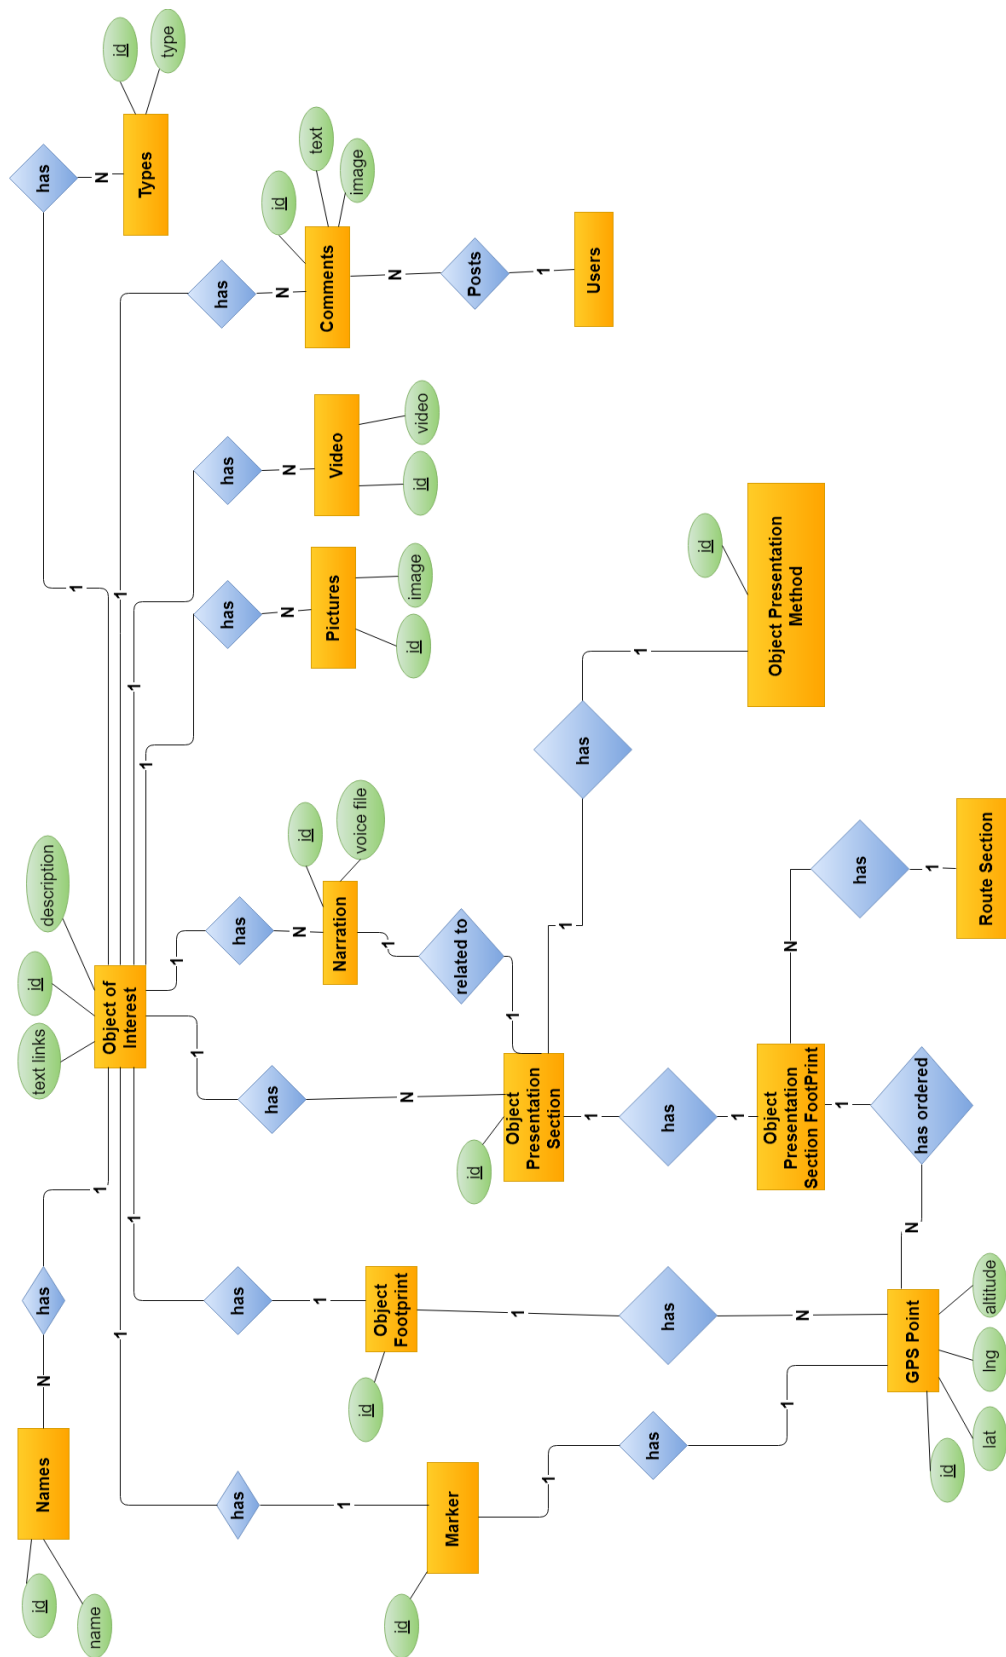 Names
id
name
has
N
1
text links
id
description
Object of
Interest
1
has
N
Types
id
type
1
has
1
Marker
id
1
has
1
1
has
1
Object
Footprint
id
1
has
N
GPS Point
id
lat
lng
altitude
1
has
N
Object
Presentation
Section
id
1
has
N
Narration
id
voice file
1
related to
1
1
has
N
Pictures
id
image
1
has
N
Video
id
video
1
has
N
Comments
id
text
image
N
Posts
1
Users
1
has
1
Object Presentation
Method
id
1
has
1
Object
Presentation
Section FootPrint
1
has ordered
N
N
has
1
Route Section